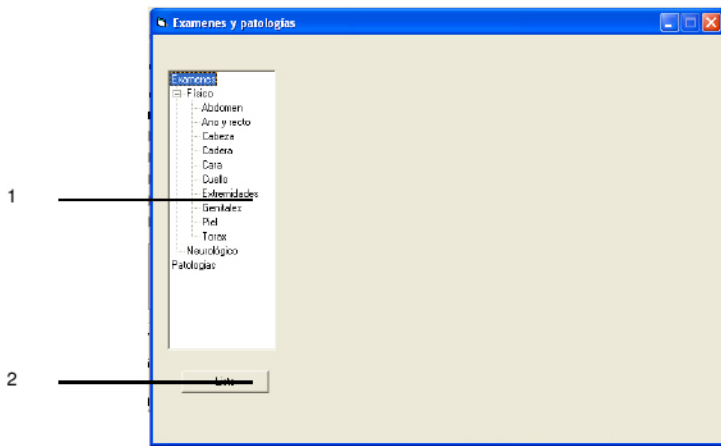 Examenes y patologías
Examenes
Físico
Abdomen
Ano y recto
Cabeza
Cadera
Cara
Cuello
Extremidades
Genitales
Piel
Torax
Neurológico
Patologias
1
2
Listo